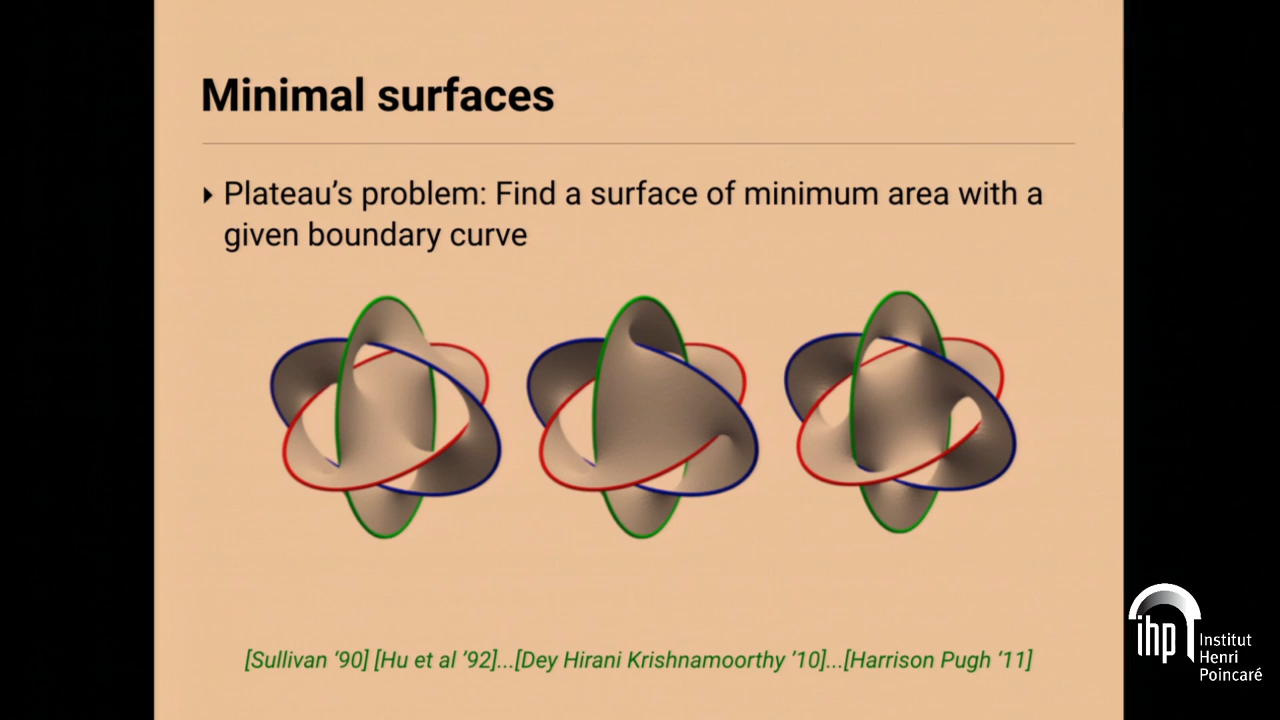 Minimal surfaces
Plateau’s problem: Find a surface of minimum area with a
given boundary curve
[Sullivan ‘90] [Hu et al ’92]...[Dey Hirani Krishnamoorthy ’10]...[Harrison Pugh ‘11]
ihp
Institut
Henri
Poincaré